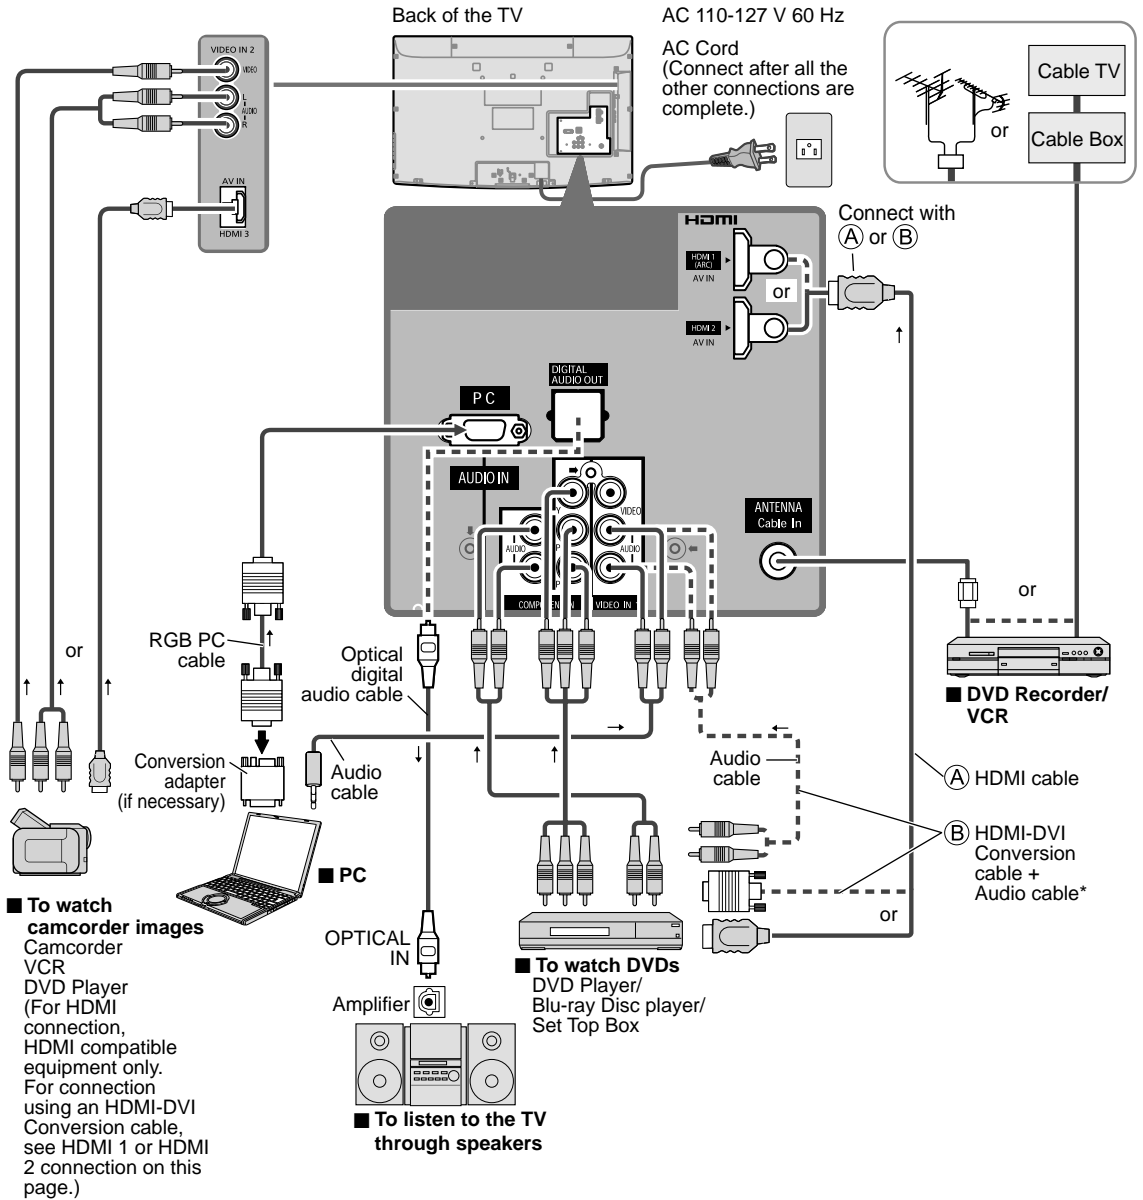 Back of the TV
AC 110-127 V 60 Hz
AC Cord
(Connect after all the
other connections are
complete.)
Cable TV
or
Cable Box
VIDEO IN 2
VIDEO
L
AUDIO
R
AV IN
HDMI 3
HDMI
HDMI 1
(ARC)
AV IN
or
HDMI 2
AV IN
Connect with
Ⓐ or Ⓑ
DIGITAL
AUDIO OUT
PC
AUDIO IN
Y
VIDEO
P
AUDIO
AUDIO
P
COMPONENT IN
VIDEO IN
ANTENNA
Cable In
or
RGB PC
cable
or
Optical
digital
audio cable
■ DVD Recorder/
VCR
Conversion
adapter
(if necessary)
Audio
cable
Audio
cable
Ⓐ HDMI cable
Ⓑ HDMI-DVI
Conversion
cable +
Audio cable*
or
■ PC
■ To watch
camcorder images
Camcorder
VCR
DVD Player
(For HDMI
connection,
HDMI compatible
equipment only.
For connection
using an HDMI-DVI
Conversion cable,
see HDMI 1 or HDMI
2 connection on this
page.)
OPTICAL
IN
Amplifier
■ To watch DVDs
DVD Player/
Blu-ray Disc player/
Set Top Box
■ To listen to the TV
through speakers